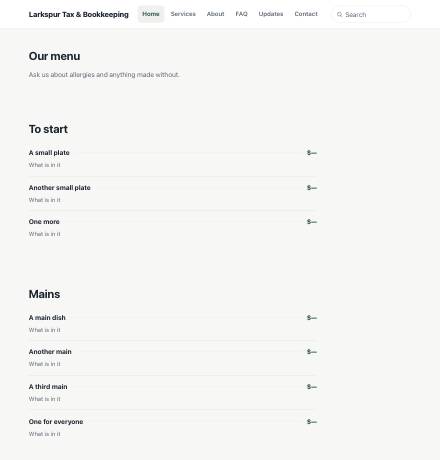 Larkspur Tax & Bookkeeping Home Services About FAQ Updates Contact Search
Our menu
Ask us about allergies and anything made without.
To start
A small plate $—
What is in it
Another small plate $—
What is in it
One more $—
What is in it
Mains
A main dish $—
What is in it
Another main $—
What is in it
A third main $—
What is in it
One for everyone $—
What is in it